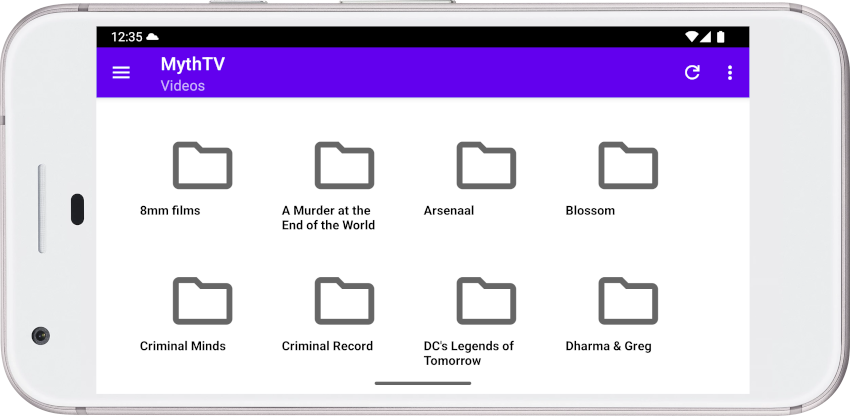 12:35
MythTV
Videos
8mm films
A Murder at the
End of the World
Arsenaal
Blossom
Criminal Minds
Criminal Record
DC's Legends of
Tomorrow
Dharma & Greg